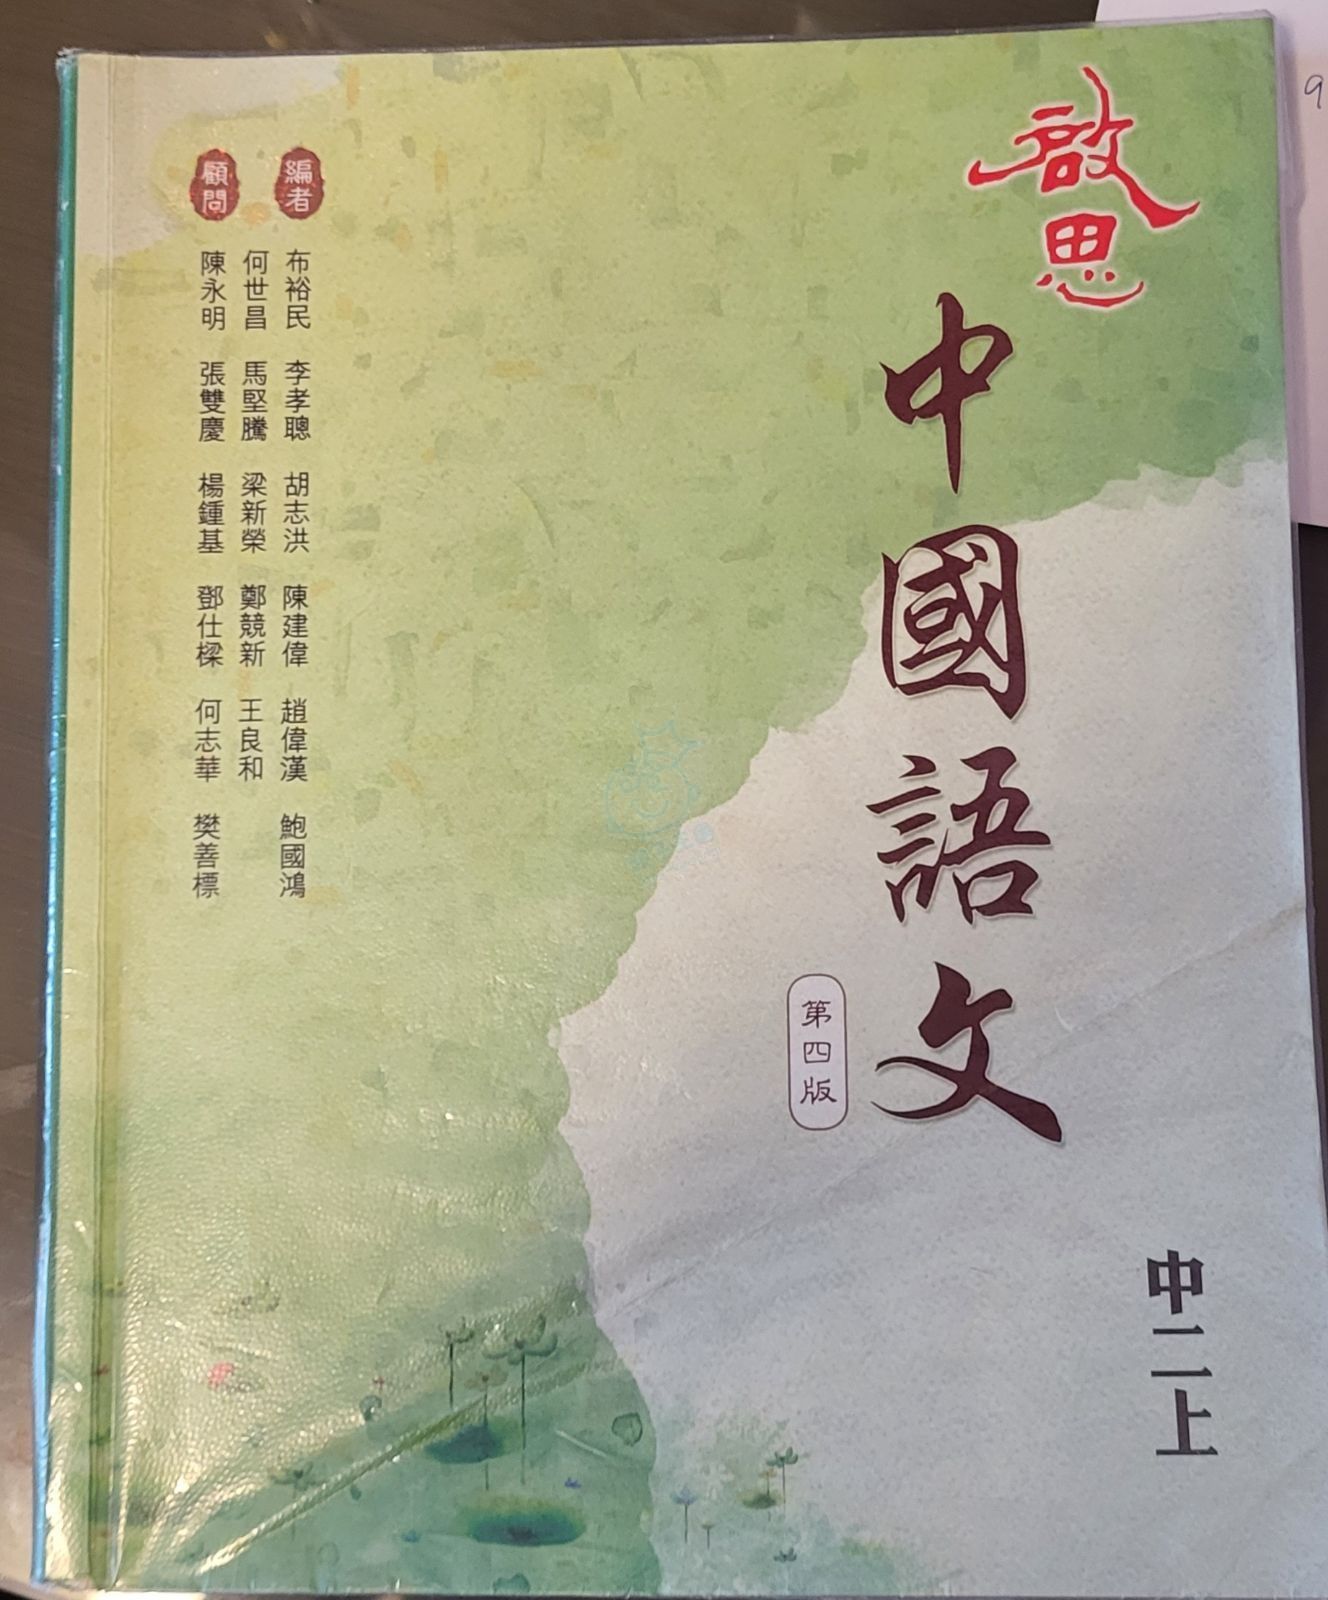 啟思
中國語文
第四版
中二上
編者
布裕民 李孝聰 胡志洪 陳建偉 趙偉漢 鮑國鴻
何世昌 馬堅騰 梁新榮 鄭競新 王良和
顧問
陳永明 張雙慶 楊鍾基 鄧仕樑 何志華 樊善標
9